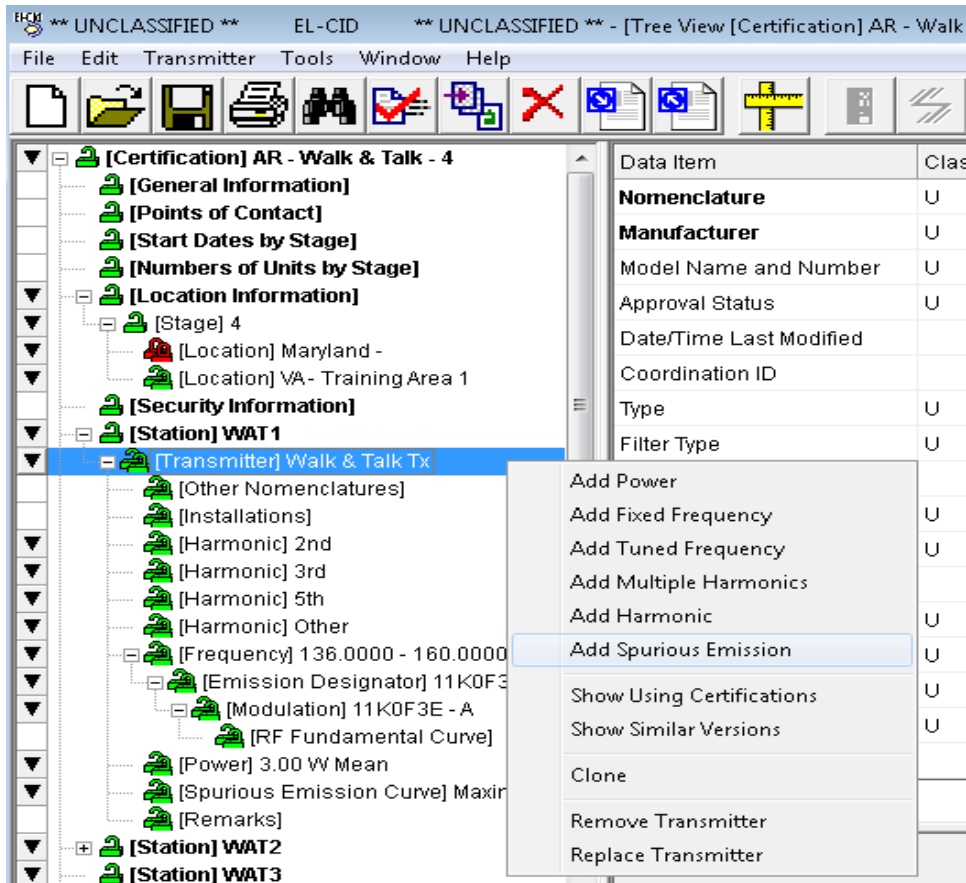 ** UNCLASSIFIED ** EL-CID ** UNCLASSIFIED ** - [Tree View [Certification] AR - Walk
File Edit Transmitter Tools Window Help
[Certification] AR - Walk & Talk - 4
[General Information]
[Points of Contact]
[Start Dates by Stage]
[Numbers of Units by Stage]
[Location Information]
[Stage] 4
[Location] Maryland -
[Location] VA - Training Area 1
[Security Information]
[Station] WAT1
[Transmitter] Walk & Talk Tx
[Other Nomenclatures]
[Installations]
[Harmonic] 2nd
[Harmonic] 3rd
[Harmonic] 5th
[Harmonic] Other
[Frequency] 136.0000 - 160.0000
[Emission Designator] 11K0F3
[Modulation] 11K0F3E - A
[RF Fundamental Curve]
[Power] 3.00 W Mean
[Spurious Emission Curve] Maxir
[Remarks]
[Station] WAT2
[Station] WAT3
Data Item Clas
Nomenclature U
Manufacturer U
Model Name and Number U
Approval Status U
Date/Time Last Modified
Coordination ID
Type U
Filter Type U
U
U
U
U
U
U
Add Power
Add Fixed Frequency
Add Tuned Frequency
Add Multiple Harmonics
Add Harmonic
Add Spurious Emission
Show Using Certifications
Show Similar Versions
Clone
Remove Transmitter
Replace Transmitter